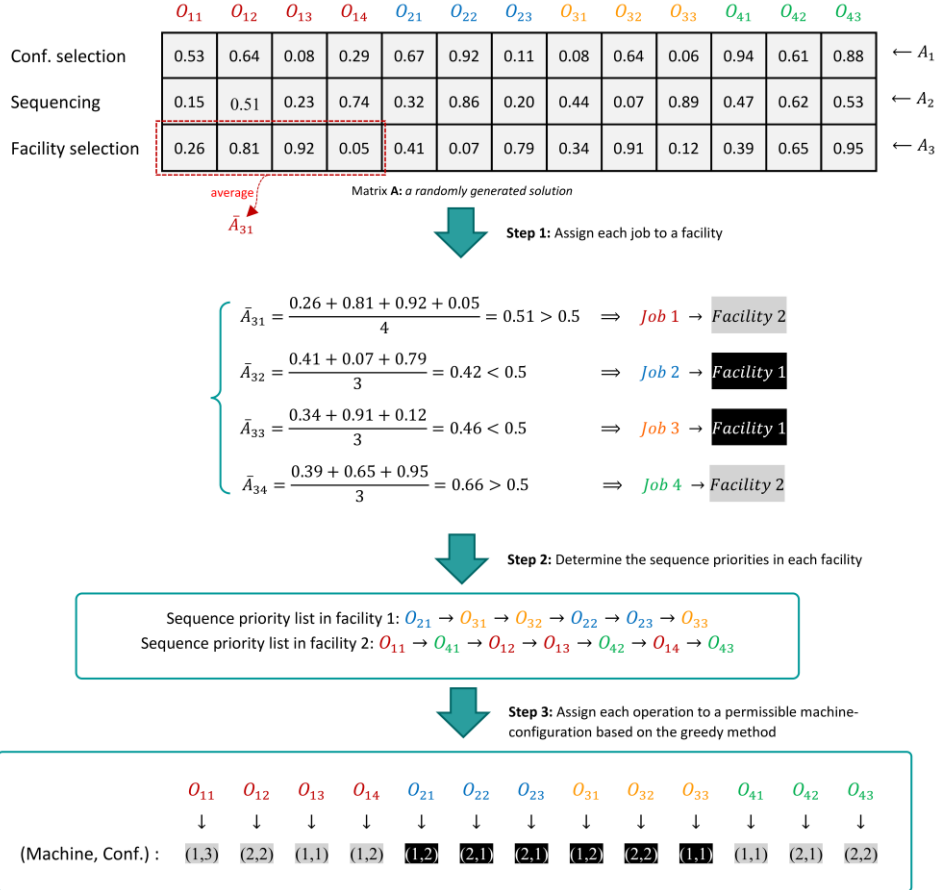 O₁₁ O₁₂ O₁₃ O₁₄ O₂₁ O₂₂ O₂₃ O₃₁ O₃₂ O₃₃ O₄₁ O₄₂ O₄₃
Conf. selection 0.53 0.64 0.08 0.29 0.67 0.92 0.11 0.08 0.64 0.06 0.94 0.61 0.88 ← A₁
Sequencing 0.15 0.51 0.23 0.74 0.32 0.86 0.20 0.44 0.07 0.89 0.47 0.62 0.53 ← A₂
Facility selection 0.26 0.81 0.92 0.05 0.41 0.07 0.79 0.34 0.91 0.12 0.39 0.65 0.95 ← A₃
average
Matrix A: a randomly generated solution
Ā₃₁
Step 1: Assign each job to a facility
Ā₃₁ = (0.26 + 0.81 + 0.92 + 0.05)/4 = 0.51 > 0.5 ⟹ Job 1 → Facility 2
Ā₃₂ = (0.41 + 0.07 + 0.79)/3 = 0.42 < 0.5 ⟹ Job 2 → Facility 1
Ā₃₃ = (0.34 + 0.91 + 0.12)/3 = 0.46 < 0.5 ⟹ Job 3 → Facility 1
Ā₃₄ = (0.39 + 0.65 + 0.95)/3 = 0.66 > 0.5 ⟹ Job 4 → Facility 2
Step 2: Determine the sequence priorities in each facility
Sequence priority list in facility 1: O₂₁ → O₃₁ → O₃₂ → O₂₂ → O₂₃ → O₃₃
Sequence priority list in facility 2: O₁₁ → O₄₁ → O₁₂ → O₁₃ → O₄₂ → O₁₄ → O₄₃
Step 3: Assign each operation to a permissible machine-
configuration based on the greedy method
O₁₁ O₁₂ O₁₃ O₁₄ O₂₁ O₂₂ O₂₃ O₃₁ O₃₂ O₃₃ O₄₁ O₄₂ O₄₃
↓ ↓ ↓ ↓ ↓ ↓ ↓ ↓ ↓ ↓ ↓ ↓ ↓
(Machine, Conf.) : (1,3) (2,2) (1,1) (1,2) (1,2) (2,1) (2,1) (1,2) (2,2) (1,1) (1,1) (2,1) (2,2)